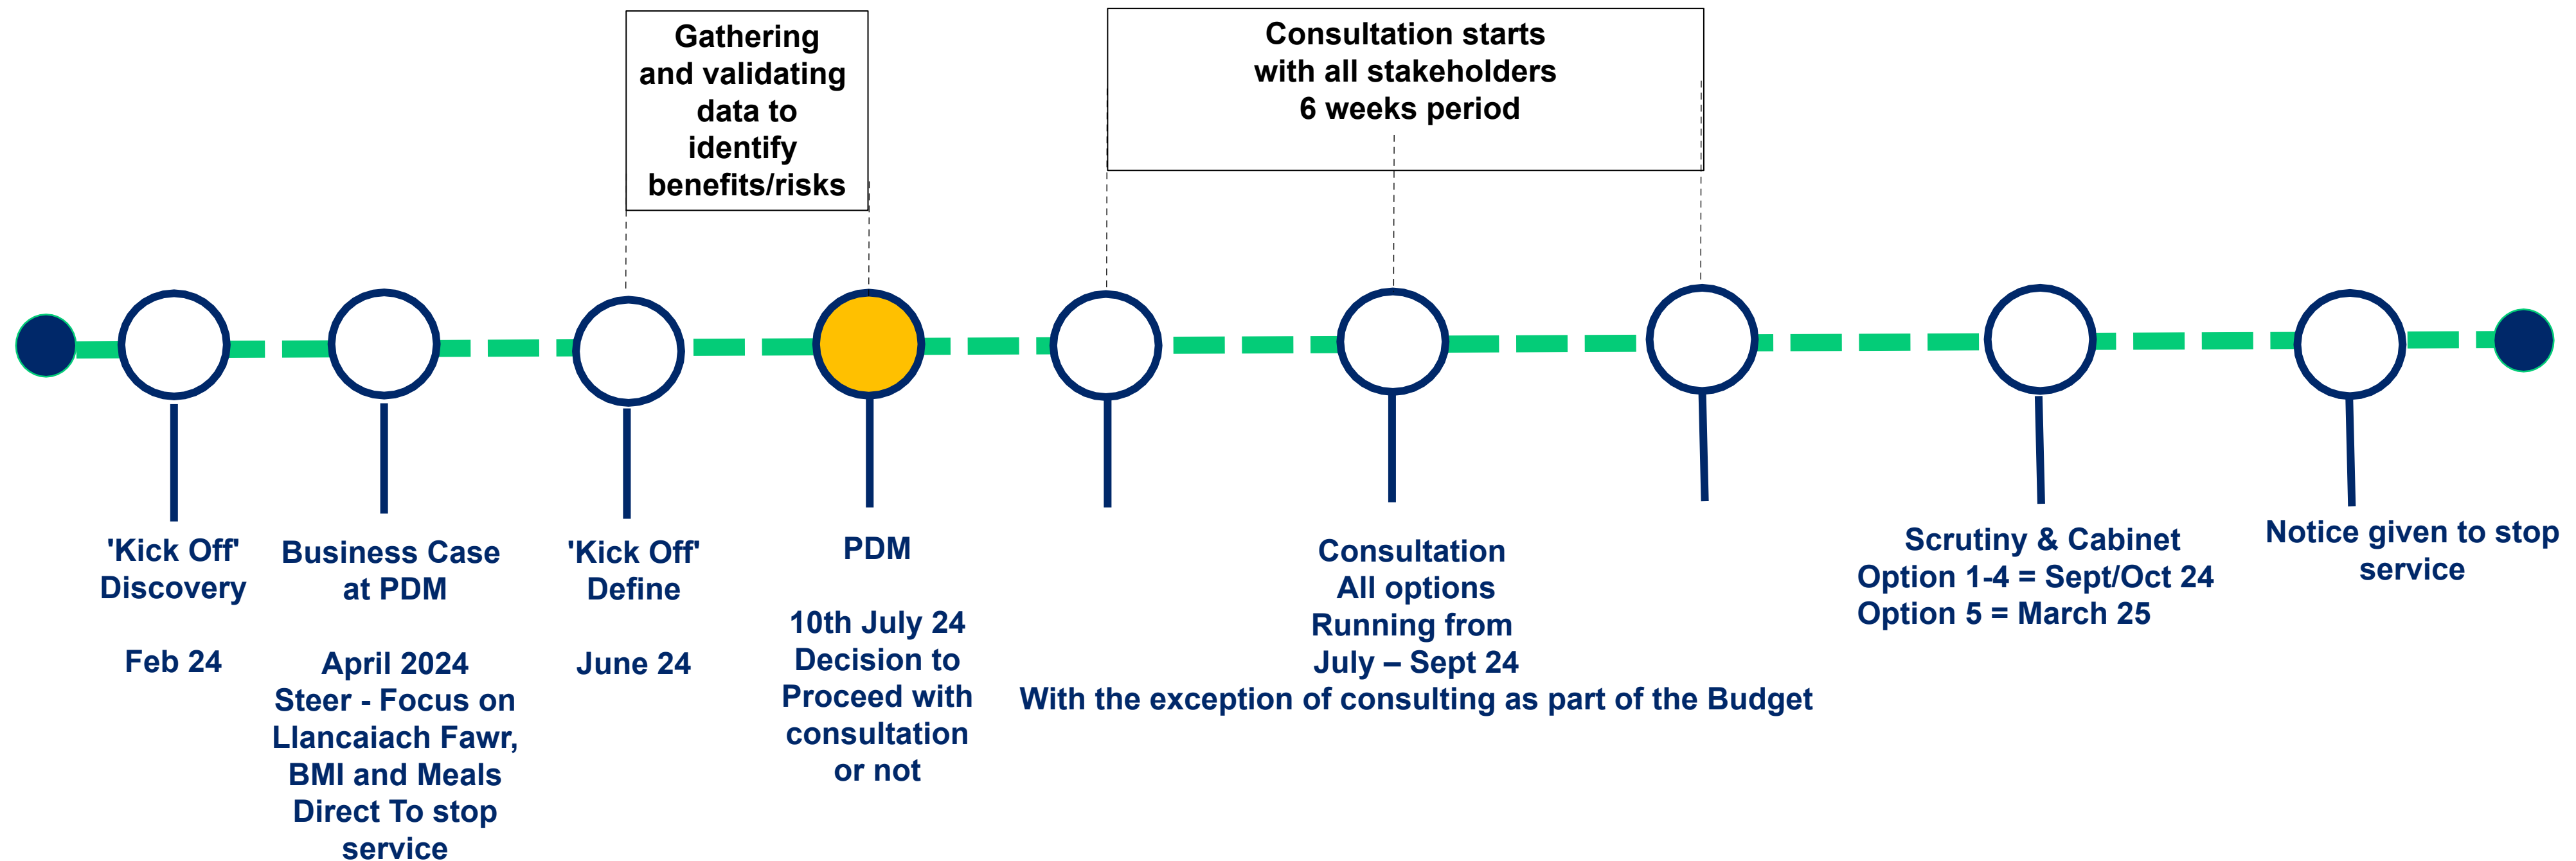 Gathering
and validating
data to
identify
benefits/risks
Consultation starts
with all stakeholders
6 weeks period
'Kick Off'
Discovery
Feb 24
Business Case
at PDM
April 2024
Steer - Focus on
Llancaiach Fawr,
BMI and Meals
Direct To stop
service
'Kick Off'
Define
June 24
PDM
10th July 24
Decision to
Proceed with
consultation
or not
Consultation
All options
Running from
July – Sept 24
With the exception of consulting as part of the Budget
Scrutiny & Cabinet
Option 1-4 = Sept/Oct 24
Option 5 = March 25
Notice given to stop
service